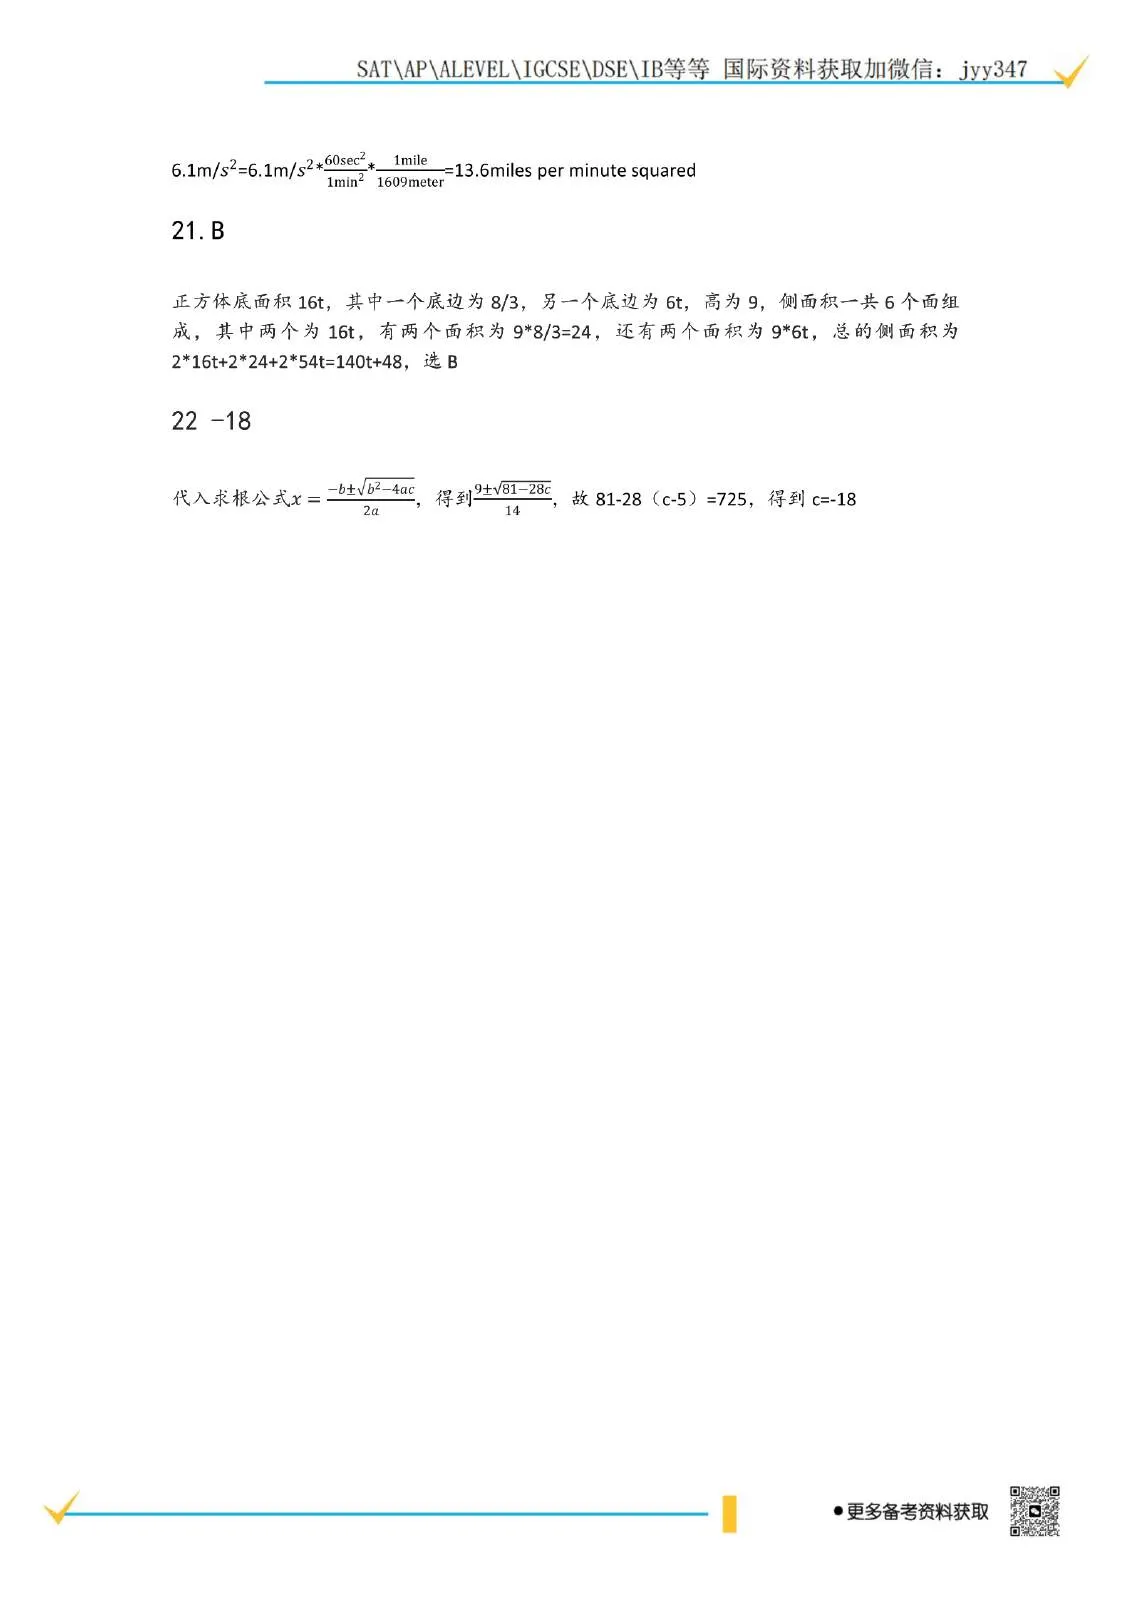 SAT\AP\ALEVEL\IGCSE\DSE\IB等等 国际资料获取加微信：jyy347
6.1m/s²=6.1m/s²*60sec²/1min²*1mile/1609meter=13.6miles per minute squared
21. B
正方体底面积 16t，其中一个底边为 8/3，另一个底边为 6t，高为 9，侧面积一共 6 个面组
成，其中两个为 16t，有两个面积为 9*8/3=24，还有两个面积为 9*6t，总的侧面积为
2*16t+2*24+2*54t=140t+48，选 B
22 -18
代入求根公式x = −b±√b²−4ac/2a，得到9±√81−28c/14，故 81-28（c-5）=725，得到 c=-18
●更多备考资料获取